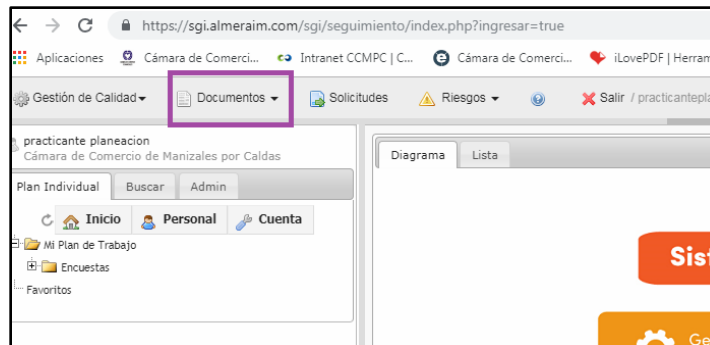 https://sgi.almeraim.com/sgi/seguimiento/index.php?ingresar=true
Aplicaciones Cámara de Comerci... Intranet CCMPC | C... Cámara de Comerci... iLovePDF | Herram
Gestión de Calidad Documentos Solicitudes Riesgos Salir / practicantepla
practicante planeacion
Cámara de Comercio de Manizales por Caldas
Plan Individual Buscar Admin
Diagrama Lista
Inicio Personal Cuenta
Mi Plan de Trabajo
Encuestas
Favoritos
Sist
Ge